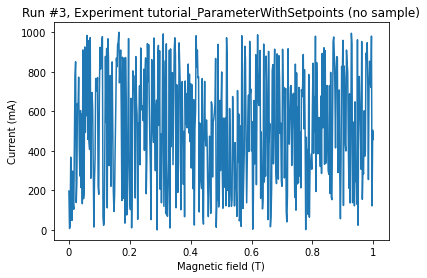 Run #3, Experiment tutorial_ParameterWithSetpoints (no sample)
1000
800
600
400
200
0
Current (mA)
0 0.2 0.4 0.6 0.8 1
Magnetic field (T)